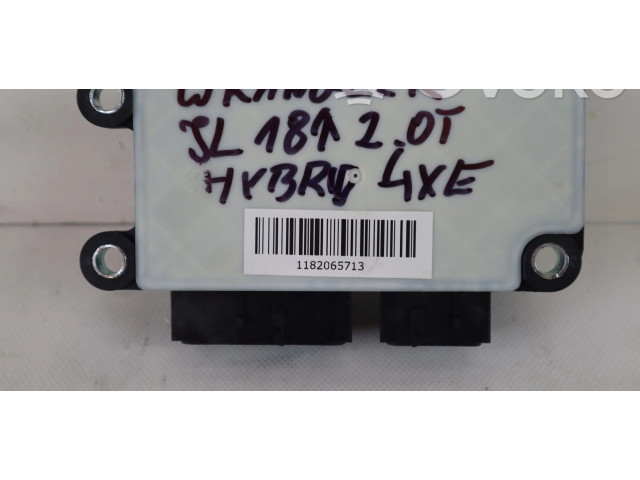 JL 18↑ 2.0T
HYBRID 4XE
1182065713